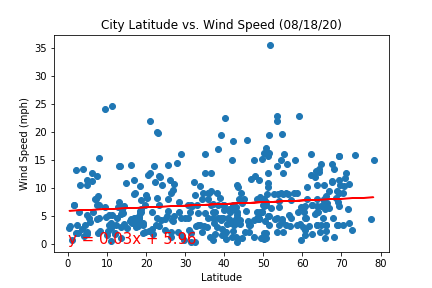 City Latitude vs. Wind Speed (08/18/20)
35
30
25
20
15
10
5
0
Wind Speed (mph)
y = 0.03x + 5.96
0 10 20 30 40 50 60 70 80
Latitude